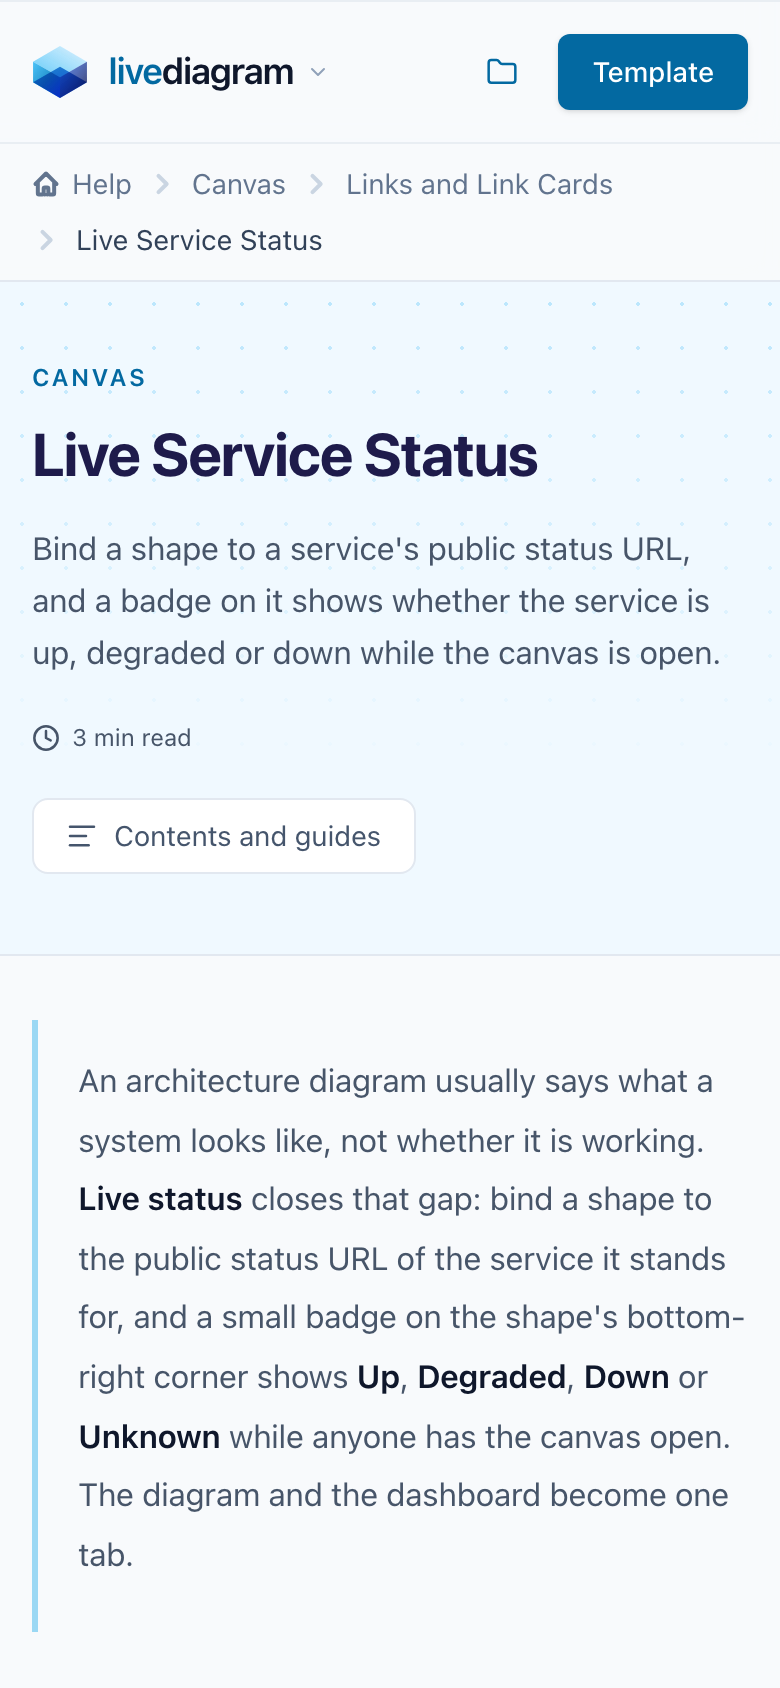 livediagram
Template
Help
Canvas
Links and Link Cards
Live Service Status
CANVAS
Live Service Status
Bind a shape to a service's public status URL,
and a badge on it shows whether the service is
up, degraded or down while the canvas is open.
3 min read
Contents and guides
An architecture diagram usually says what a
system looks like, not whether it is working.
Live status closes that gap: bind a shape to
the public status URL of the service it stands
for, and a small badge on the shape's bottom-
right corner shows Up, Degraded, Down or
Unknown while anyone has the canvas open.
The diagram and the dashboard become one
tab.